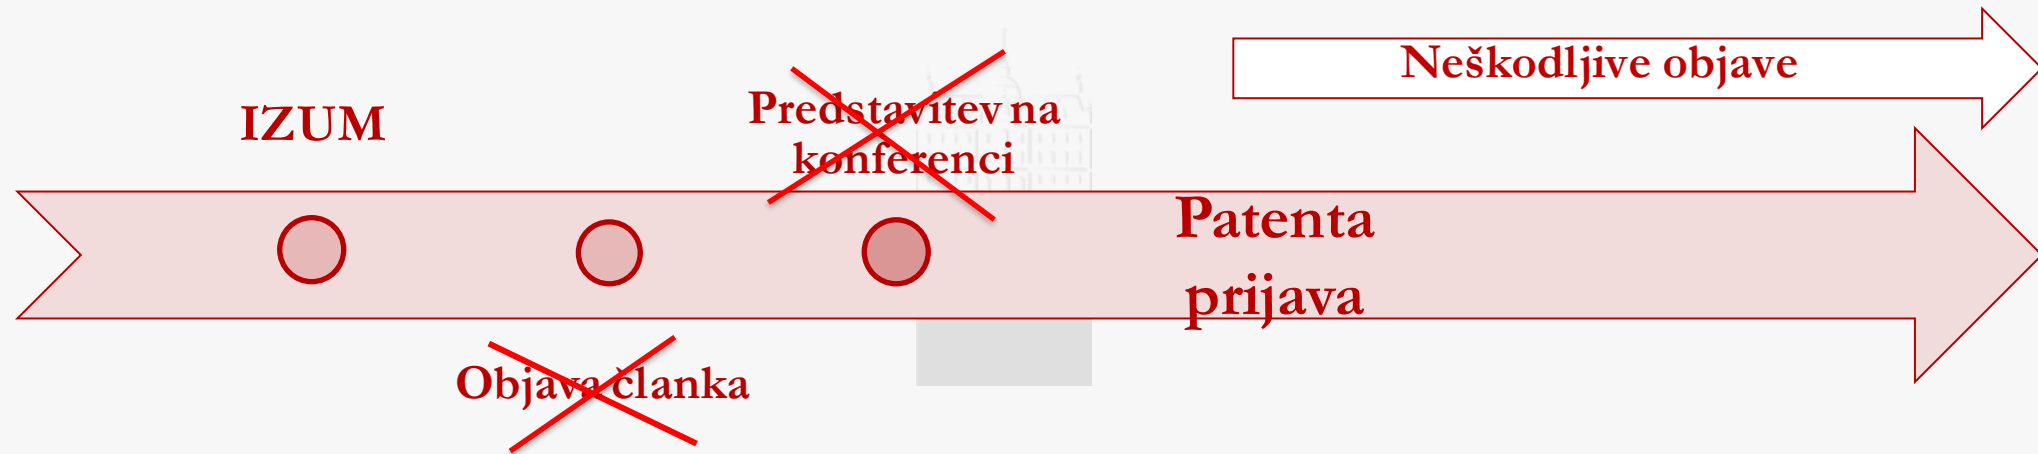 Neškodljive objave
IZUM
Predstavitev na
konferenci
Patenta
prijava
Objava članka